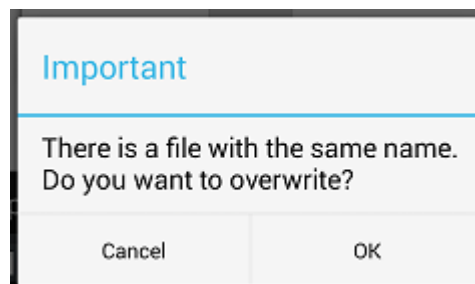 Important
There is a file with the same name.
Do you want to overwrite?
Cancel
OK